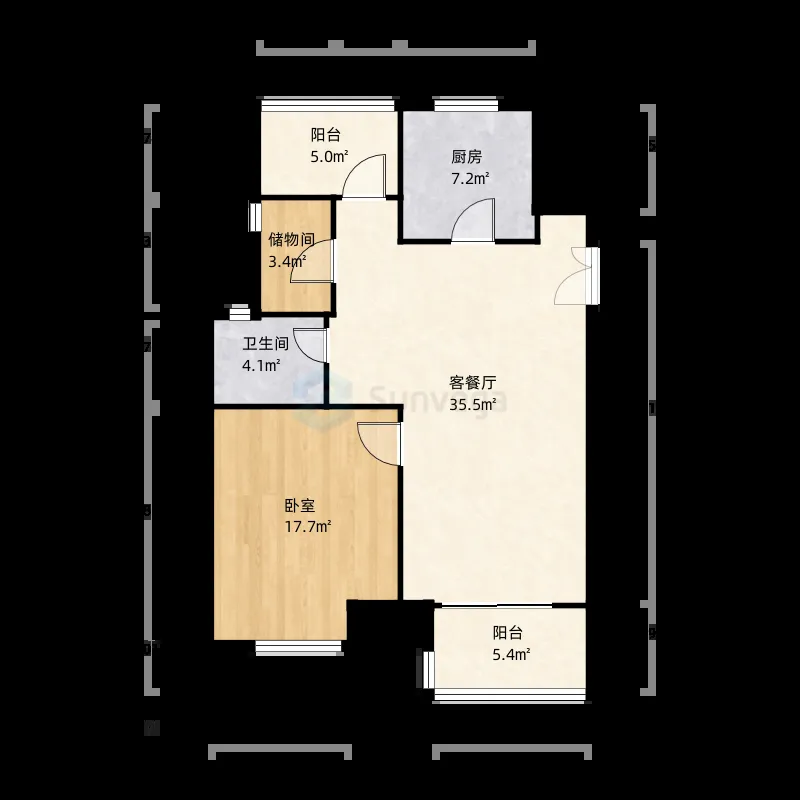 阳台
5.0㎡
厨房
7.2㎡
储物间
3.4㎡
卫生间
4.1㎡
客餐厅
35.5㎡
Sunvega
卧室
17.7㎡
阳台
5.4㎡